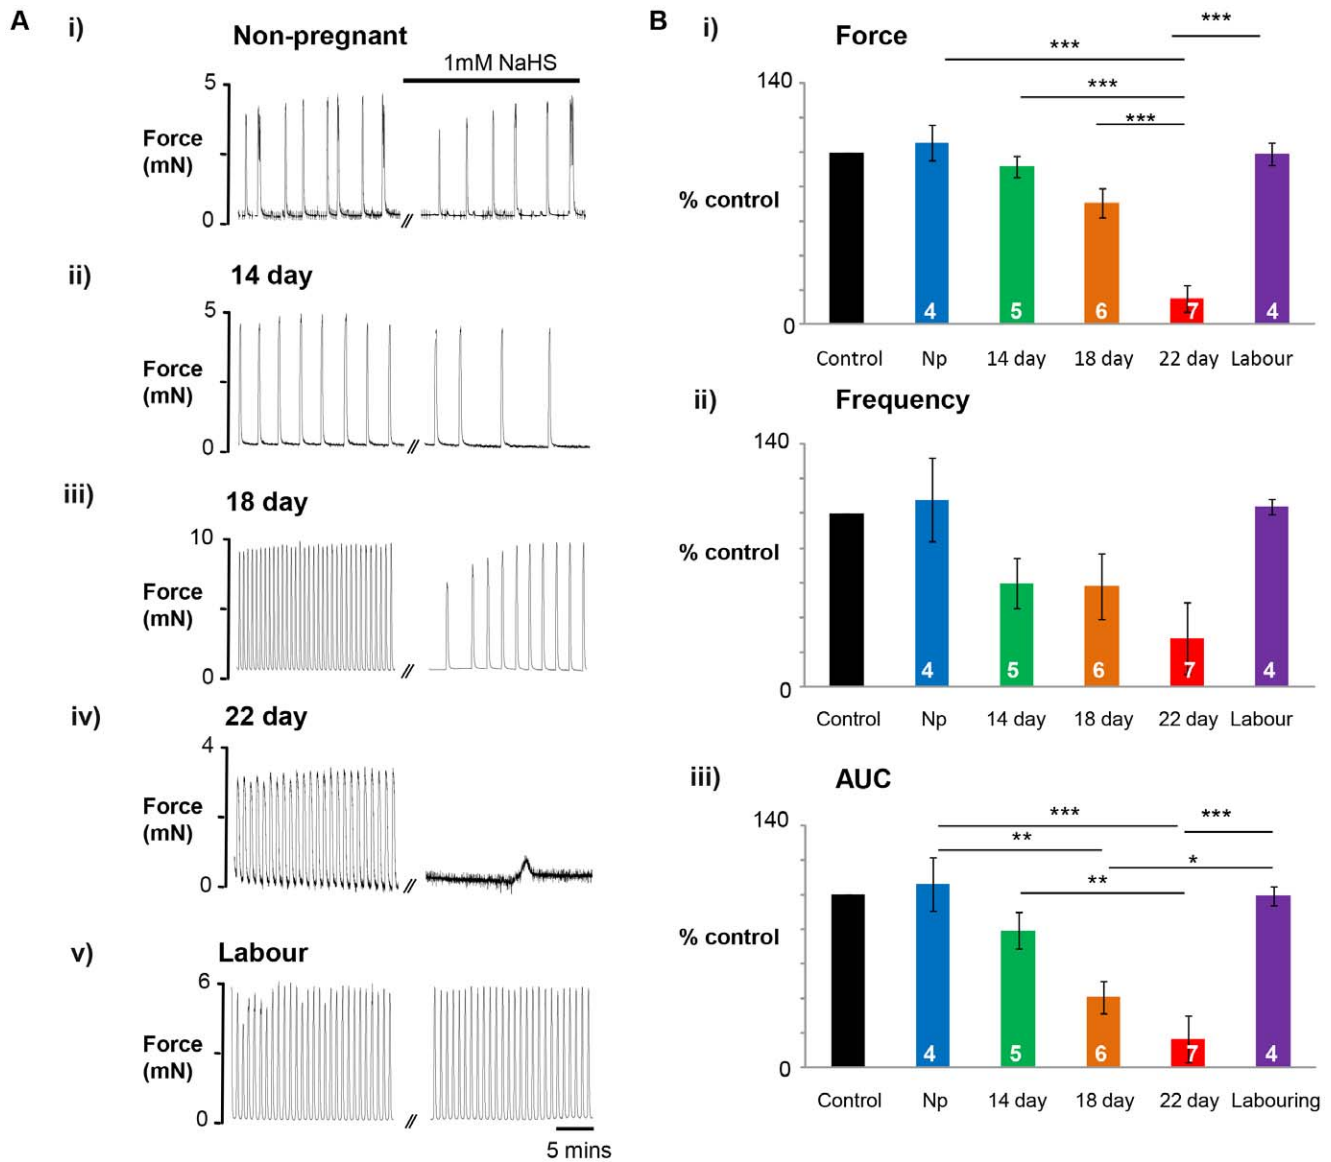 A
i)
Non-pregnant
1mM NaHS
5
Force
(mN)
0
//
ii)
14 day
5
Force
(mN)
0
//
iii)
18 day
10
Force
(mN)
0
//
iv)
22 day
4
Force
(mN)
0
//
v)
Labour
6
Force
(mN)
0
//
5 mins
B
i)
Force
***
***
***
***
140
% control
0
4 5 6 7 4
Control Np 14 day 18 day 22 day Labour
ii)
Frequency
140
% control
0
4 5 6 7 4
Control Np 14 day 18 day 22 day Labour
iii)
AUC
140
*** ***
**
*
**
% control
0
4 5 6 7 4
Control Np 14 day 18 day 22 day Labouring